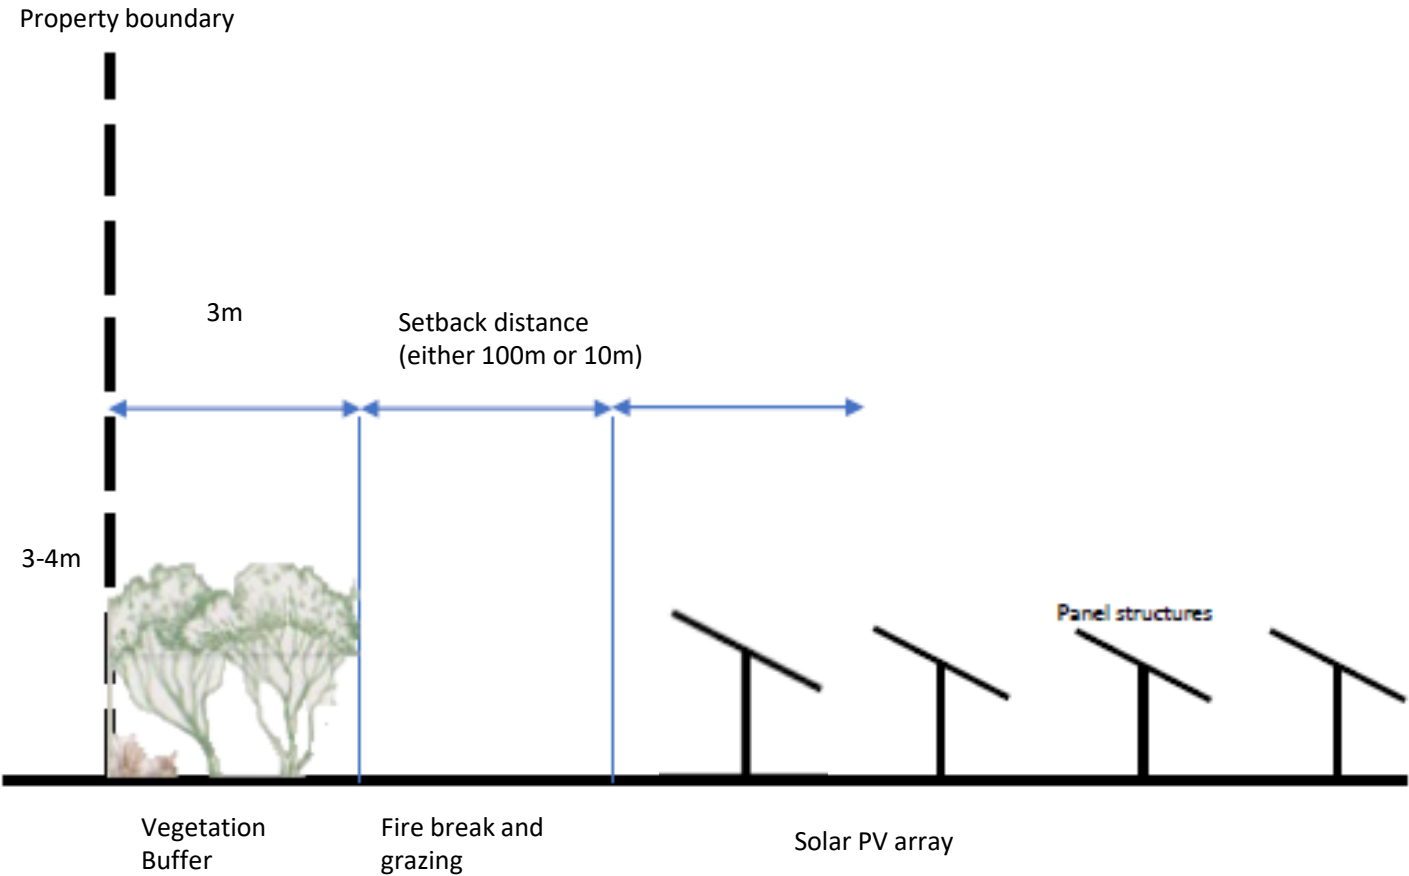 Property boundary
3m
Setback distance
(either 100m or 10m)
3-4m
Panel structures
Vegetation
Buffer
Fire break and
grazing
Solar PV array